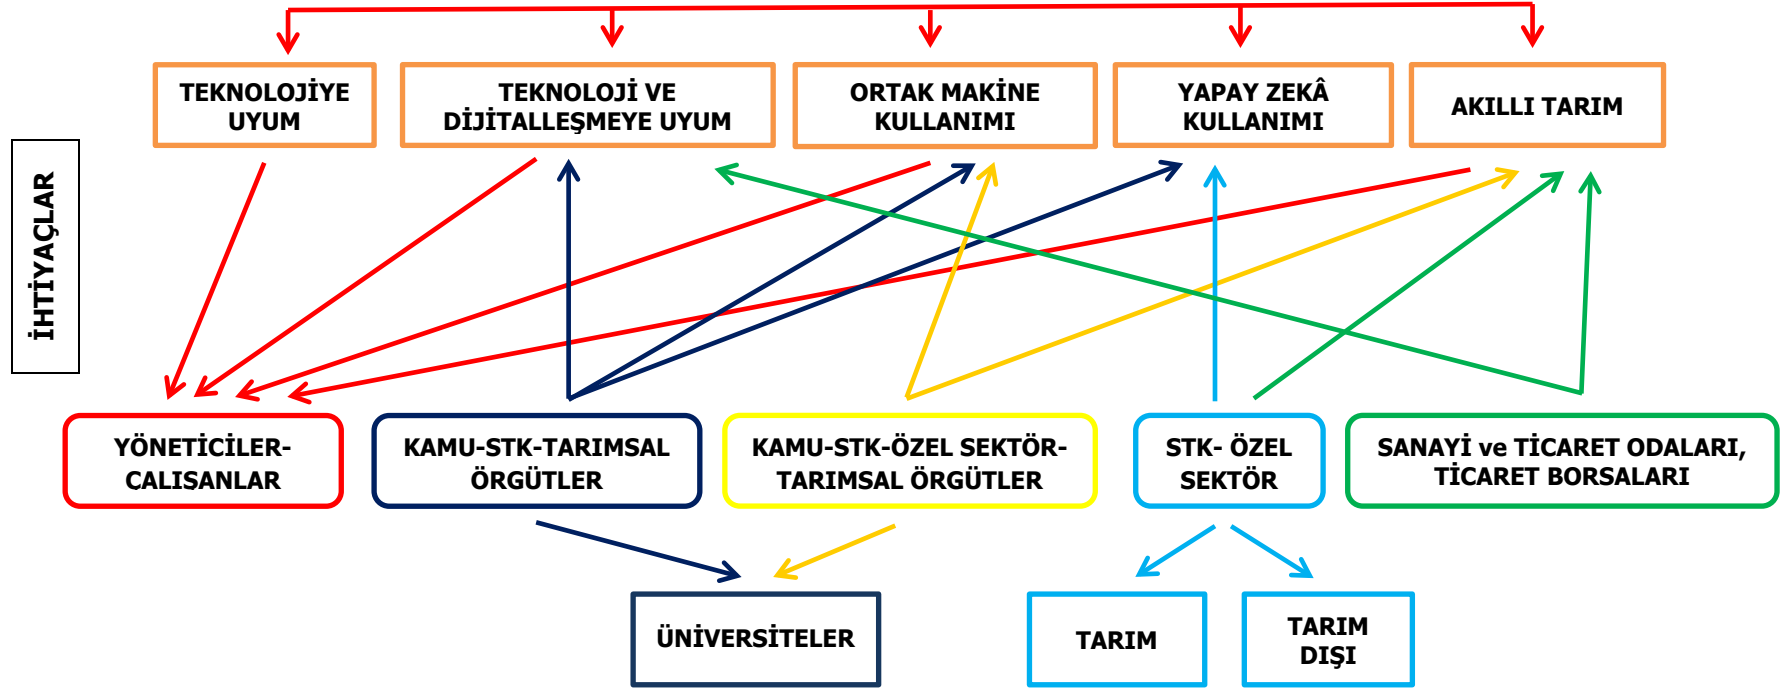 TEKNOLOJİYE
UYUM
TEKNOLOJİ VE
DİJİTALLEŞMEYE UYUM
ORTAK MAKİNE
KULLANIMI
YAPAY ZEKÂ
KULLANIMI
AKILLI TARIM
İHTİYAÇLAR
YÖNETİCİLER-
ÇALIŞANLAR
KAMU-STK-TARIMSAL
ÖRGÜTLER
KAMU-STK-ÖZEL SEKTÖR-
TARIMSAL ÖRGÜTLER
STK- ÖZEL
SEKTÖR
SANAYİ ve TİCARET ODALARI,
TİCARET BORSALARI
ÜNİVERSİTELER
TARIM
TARIM
DIŞI